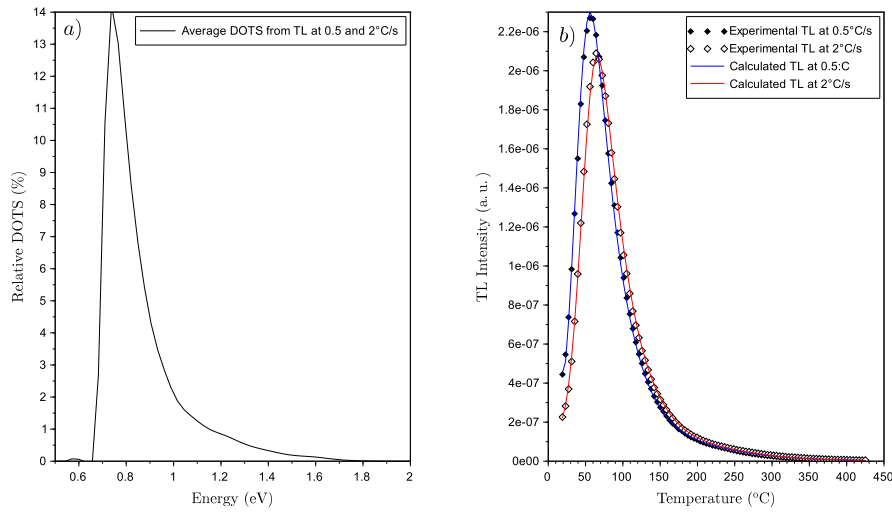 a)
Average DOTS from TL at 0.5 and 2°C/s
14
13
12
11
10
9
8
7
6
5
4
3
2
1
0
0.6 0.8 1 1.2 1.4 1.6 1.8 2
Relative DOTS (%)
Energy (eV)
b)
Experimental TL at 0.5°C/s
Experimental TL at 2°C/s
Calculated TL at 0.5:C
Calculated TL at 2°C/s
2.2e-06
2e-06
1.8e-06
1.6e-06
1.4e-06
1.2e-06
1e-06
8e-07
6e-07
4e-07
2e-07
0e00
0 50 100 150 200 250 300 350 400 450
TL Intensity (a. u.)
Temperature (°C)